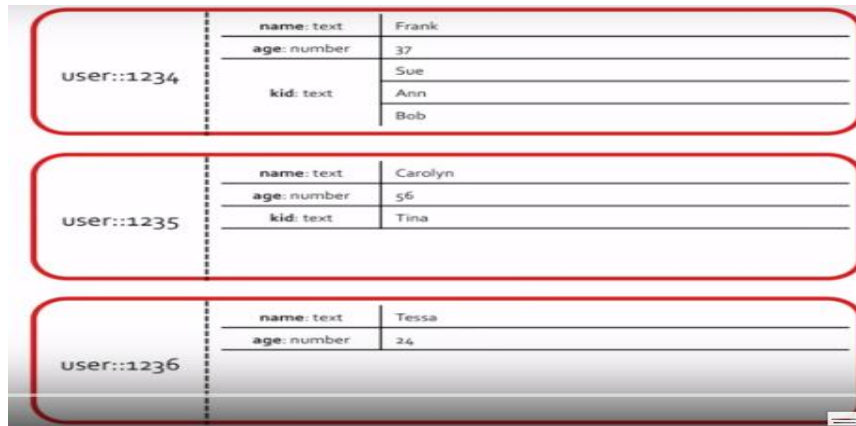 name: text Frank
age: number 37
user::1234
kid: text
Sue
Ann
Bob
name: text Carolyn
age: number 56
user::1235
kid: text Tina
name: text Tessa
age: number 24
user::1236